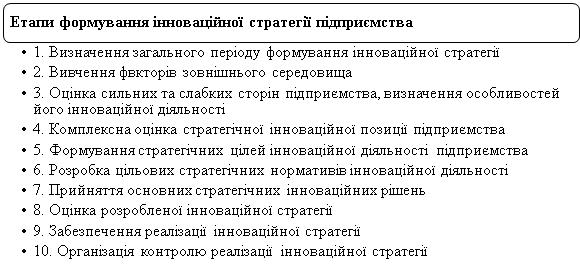 Етапи формування інноваційної стратегії підприємства
• 1. Визначення загального періоду формування інноваційної стратегії
• 2. Вивчення фвкторів зовнішнього середовища
• 3. Оцінка сильних та слабких сторін підприємства, визначення особливостей
його інноваційної діяльності
• 4. Комплексна оцінка стратегічної інноваційної позиції підприємства
• 5. Формування стратегічних цілей інноваційної діяльності підприємства
• 6. Розробка цільових стратегічних нормативів інноваційної діяльності
• 7. Прийняття основних стратегічних інноваційних рішень
• 8. Оцінка розробленої інноваційної стратегії
• 9. Забезпечення реалізації інноваційної стратегії
• 10. Організація контролю реалізації інноваційної стратегії